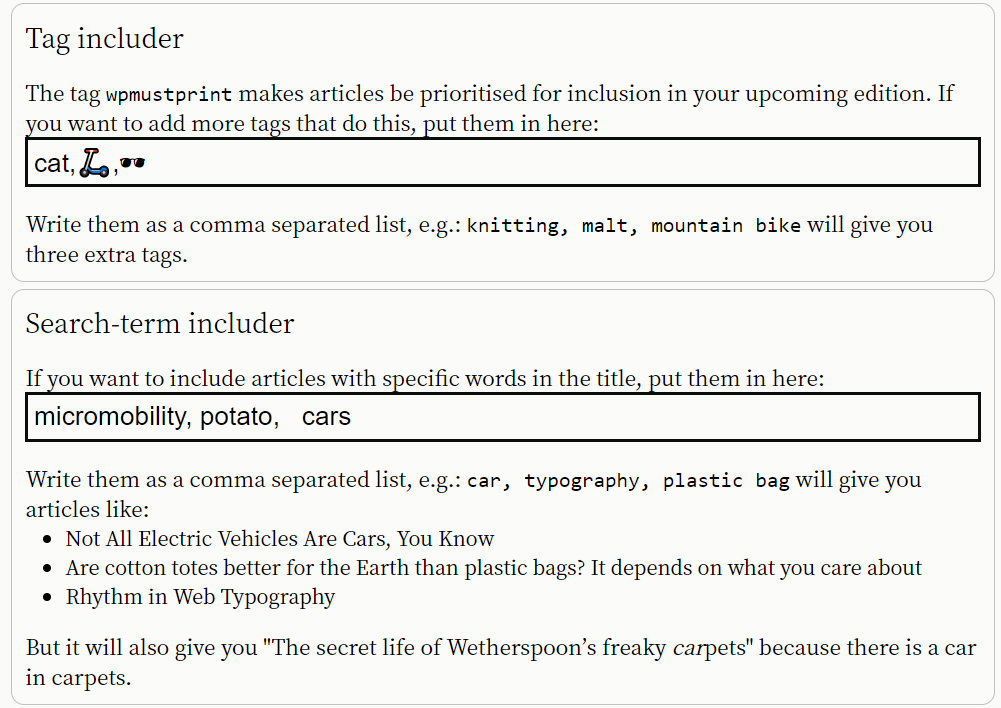 Tag includer
The tag wpmustprint makes articles be prioritised for inclusion in your upcoming edition. If
you want to add more tags that do this, put them in here:
cat,🛴,🕶
Write them as a comma separated list, e.g.: knitting, malt, mountain bike will give you
three extra tags.
Search-term includer
If you want to include articles with specific words in the title, put them in here:
micromobility, potato,   cars
Write them as a comma separated list, e.g.: car, typography, plastic bag will give you
articles like:
• Not All Electric Vehicles Are Cars, You Know
• Are cotton totes better for the Earth than plastic bags? It depends on what you care about
• Rhythm in Web Typography
But it will also give you "The secret life of Wetherspoon’s freaky carpets" because there is a car
in carpets.